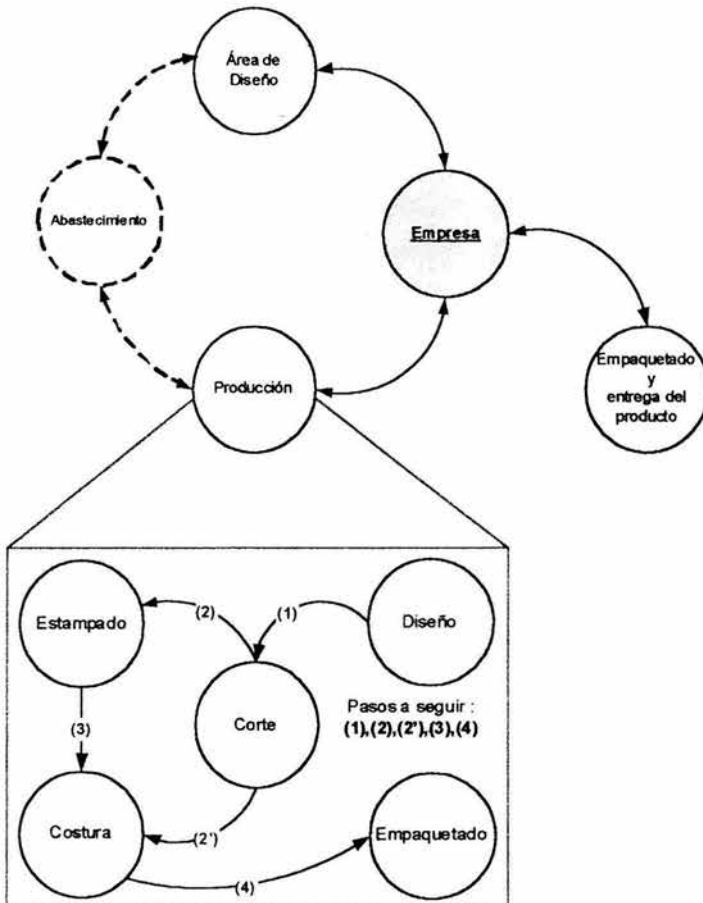 Área de
Diseño
Abastecimiento
Empresa
Producción
Empaquetado
y
entrega del
producto
Estampado
(2)
(1)
Diseño
Corte
Pasos a seguir :
(1),(2),(2'),(3),(4)
(3)
Costura
(2')
Empaquetado
(4)